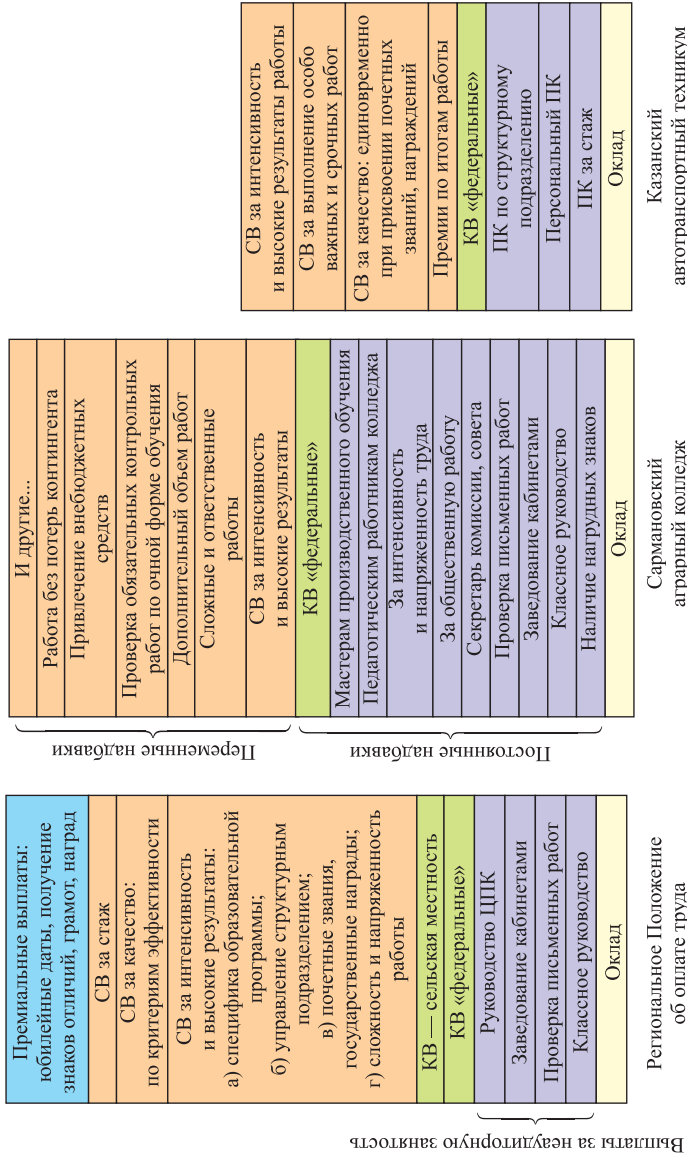 Выплаты за неаудиторную занятость
Премиальные выплаты:
юбилейные даты, получение
знаков отличий, грамот, наград
СВ за стаж
СВ за качество:
по критериям эффективности
СВ за интенсивность
и высокие результаты:
а) специфика образовательной
программы;
б) управление структурным
подразделением;
в) почетные звания,
государственные награды;
г) сложность и напряженность
работы
КВ — сельская местность
КВ «федеральные»
Руководство ЦПК
Заведование кабинетами
Проверка письменных работ
Классное руководство
Оклад
Региональное Положение
об оплате труда
Переменные надбавки
Постоянные надбавки
И другие...
Работа без потерь контингента
Привлечение внебюджетных
средств
Проверка обязательных контрольных
работ по очной форме обучения
Дополнительный объем работ
Сложные и ответственные
работы
СВ за интенсивность
и высокие результаты
КВ «федеральные»
Мастерам производственного обучения
Педагогическим работникам колледжа
За интенсивность
и напряженность труда
За общественную работу
Секретарь комиссии, совета
Проверка письменных работ
Заведование кабинетами
Классное руководство
Наличие нагрудных знаков
Оклад
Сармановский
аграрный колледж
СВ за интенсивность
и высокие результаты работы
СВ за выполнение особо
важных и срочных работ
СВ за качество: единовременно
при присвоении почетных
званий, награждений
Премии по итогам работы
КВ «федеральные»
ПК по структурному
подразделению
Персональный ПК
ПК за стаж
Оклад
Казанский
автотранспортный техникум